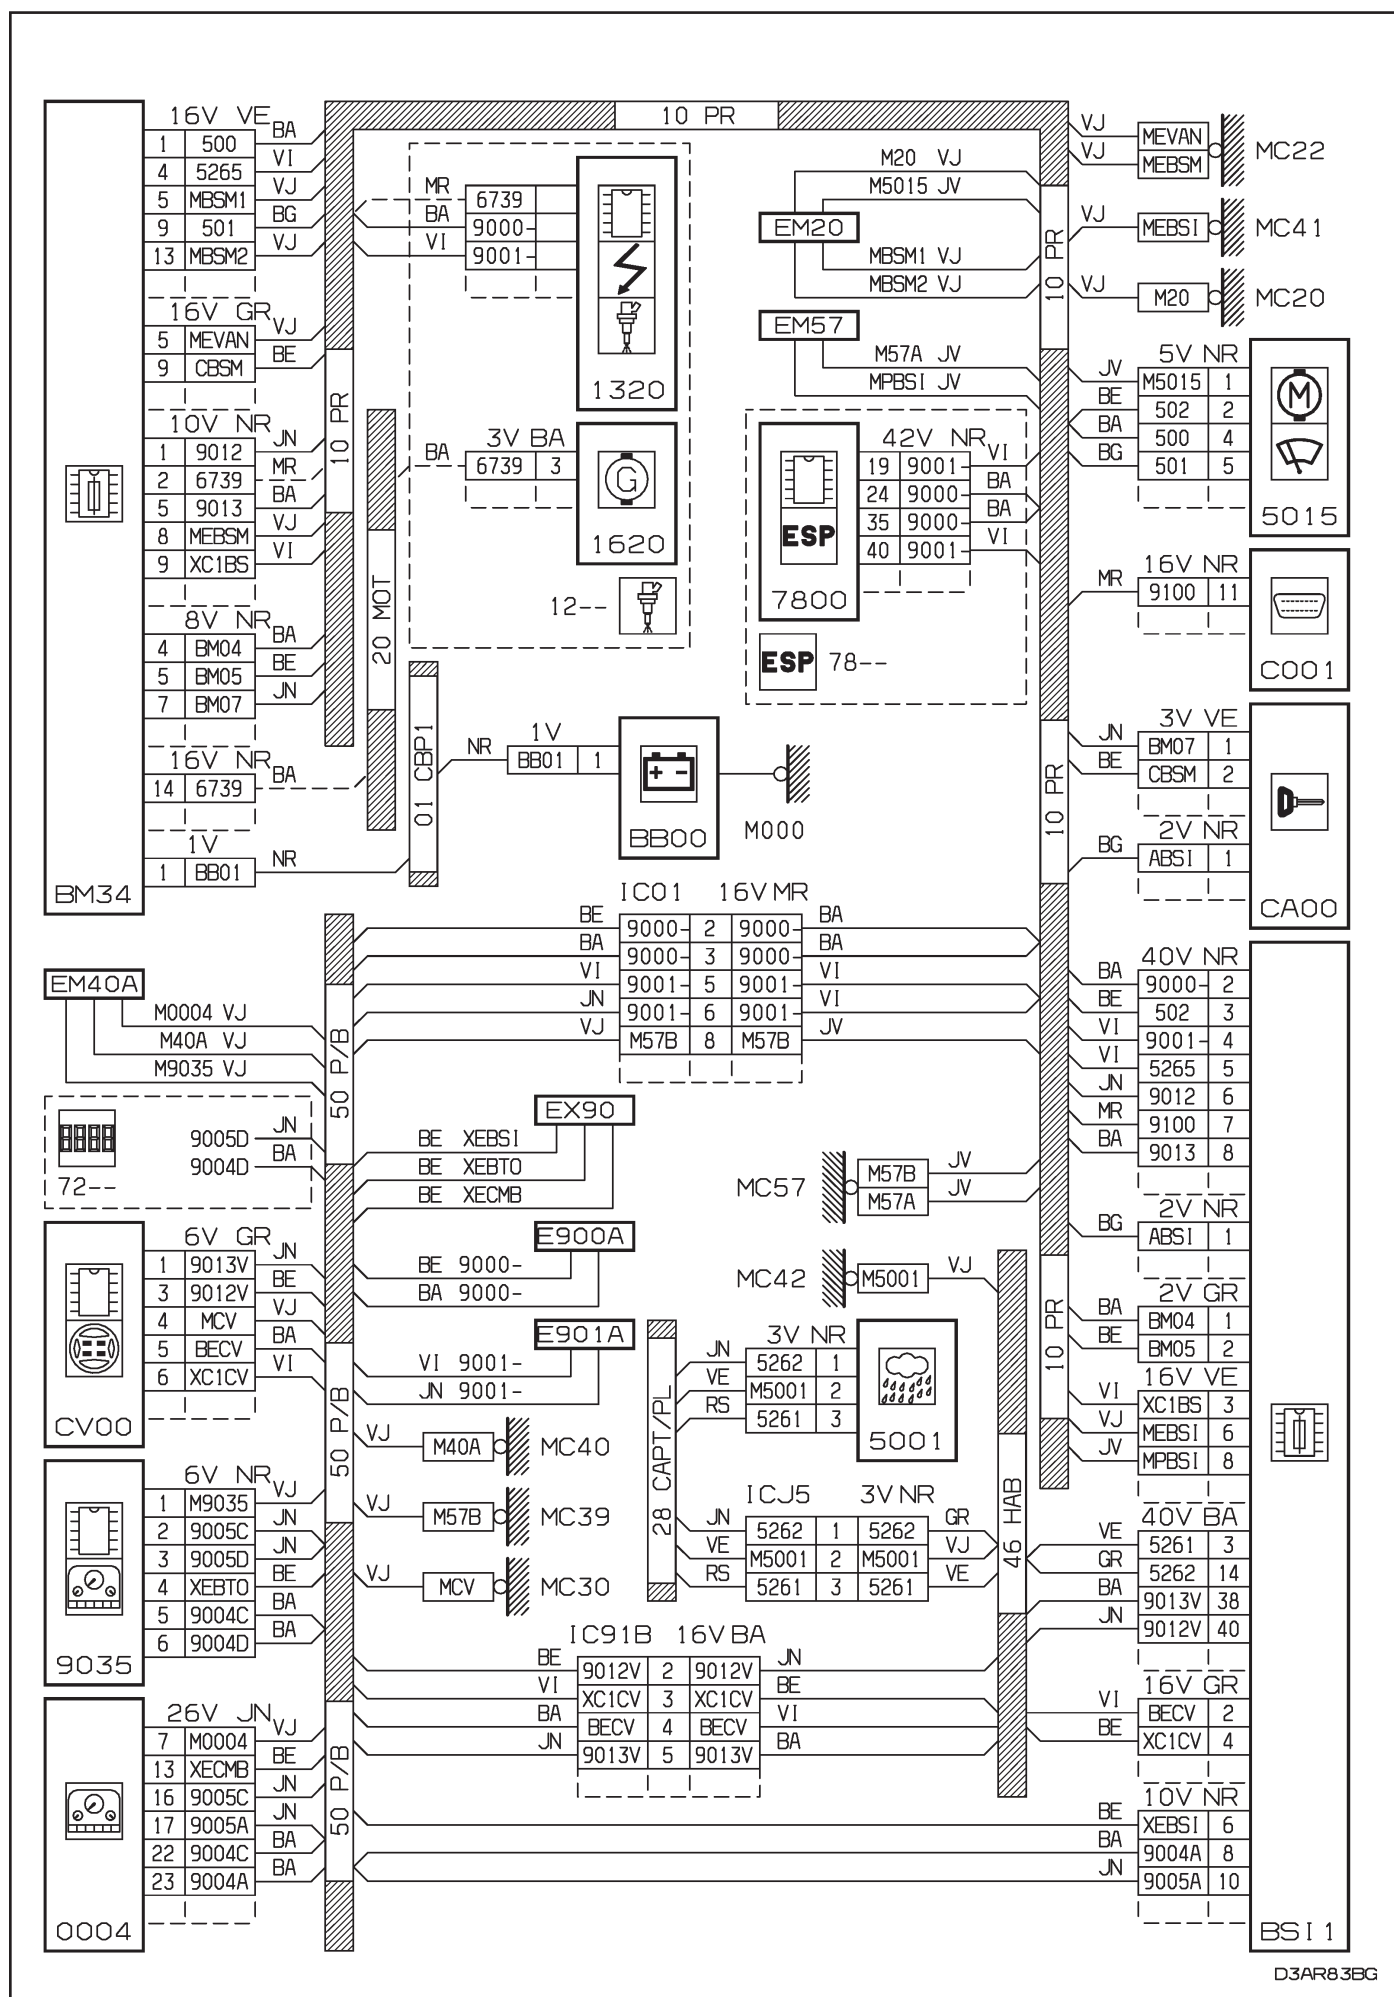 10 PR
16V VE
1 500 BA
4 5265 VI
5 MBSM1 VJ
9 501 BG
13 MBSM2 VJ
16V GR
5 MEVAN VJ
9 CBSM BE
10V NR
1 9012 JN
2 6739 MR
5 9013 BA
8 MEBSM VJ
9 XC1BS VI
8V NR
4 BM04 BA
5 BM05 BE
7 BM07 JN
16V NR
14 6739 BA
1V
1 BB01 NR
BM34
10 PR
20 MOT
01 CBP1
MR 6739
BA 9000-
VI 9001-
1320
3V BA
BA 6739 3
G
1620
12--
NR
1V
BB01 1
+ -
BB00
M000
M20 VJ
M5015 JV
EM20
MBSM1 VJ
MBSM2 VJ
EM57
M57A JV
MPBSI JV
42V NR
19 9001- VI
24 9000- BA
35 9000- BA
40 9001- VI
ESP
7800
ESP 78--
10 PR
VJ MEVAN
VJ MEBSM
MC22
VJ MEBSI MC41
VJ M20 MC20
5V NR
JV M5015 1
BE 502 2
BA 500 4
BG 501 5
M
5015
16V NR
MR 9100 11
C001
10 PR
3V VE
JN BM07 1
BE CBSM 2
2V NR
BG ABSI 1
CA00
IC01 16V MR
BE 9000- 2 9000- BA
BA 9000- 3 9000- BA
VI 9001- 5 9001- VI
JN 9001- 6 9001- VI
VJ M57B 8 M57B JV
EM40A
M0004 VJ
M40A VJ
M9035 VJ
50 P/B
9005D JN
9004D BA
72--
EX90
BE XEBSI
BE XEBTO
BE XECMB
E900A
BE 9000-
BA 9000-
E901A
VI 9001-
JN 9001-
6V GR
1 9013V JN
3 9012V BE
4 MCV VJ
5 BECV BA
6 XC1CV VI
CV00
50 P/B
VJ M40A MC40
VJ M57B MC39
VJ MCV MC30
6V NR
1 M9035 VJ
2 9005C JN
3 9005D JN
4 XEBTO BE
5 9004C BA
6 9004D BA
9035
26V JN
7 M0004 VJ
13 XECMB BE
16 9005C JN
17 9005A JN
22 9004C BA
23 9004A BA
0004
50 P/B
MC57
M57B JV
M57A JV
MC42 M5001 VJ
28 CAPT/PL
3V NR
JN 5262 1
VE M5001 2
RS 5261 3
5001
ICJ5 3V NR
JN 5262 1 5262 GR
VE M5001 2 M5001 VJ
RS 5261 3 5261 VE
46 HAB
IC91B 16V BA
BE 9012V 2 9012V JN
VI XC1CV 3 XC1CV BE
BA BECV 4 BECV VI
JN 9013V 5 9013V BA
10 PR
40V NR
BA 9000- 2
BE 502 3
VI 9001- 4
VI 5265 5
JN 9012 6
MR 9100 7
BA 9013 8
2V NR
BG ABSI 1
2V GR
BA BM04 1
BE BM05 2
16V VE
VI XC1BS 3
VJ MEBSI 6
JV MPBSI 8
40V BA
VE 5261 3
GR 5262 14
BA 9013V 38
JN 9012V 40
16V GR
VI BECV 2
BE XC1CV 4
10V NR
BE XEBSI 6
BA 9004A 8
JN 9005A 10
BSI1
D3AR83BG